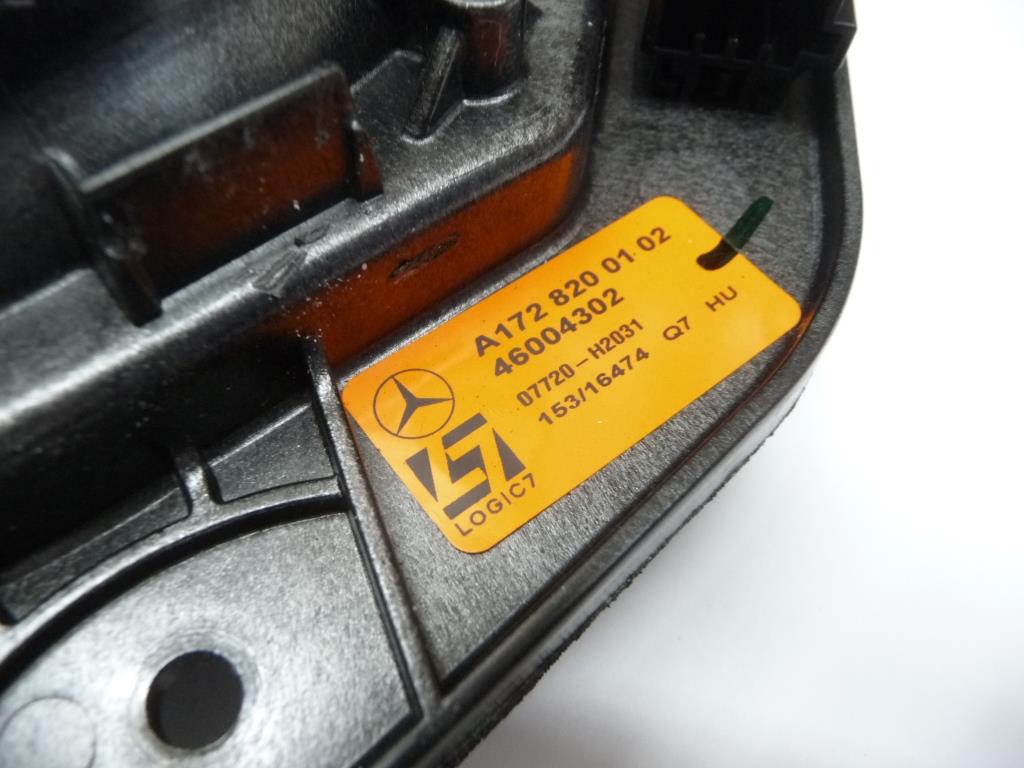 A172 820 01 02
46004302
07720-H2031
153/16474 Q7 HU
LOGIC7